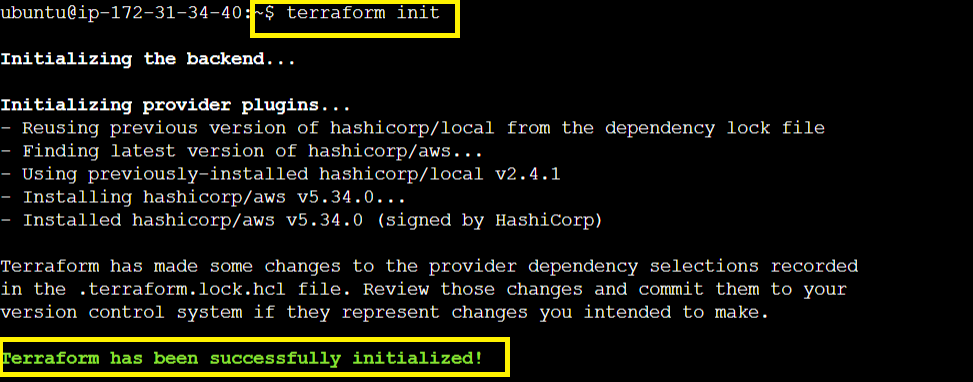 ubuntu@ip-172-31-34-40:~$ terraform init
Initializing the backend...
Initializing provider plugins...
- Reusing previous version of hashicorp/local from the dependency lock file
- Finding latest version of hashicorp/aws...
- Using previously-installed hashicorp/local v2.4.1
- Installing hashicorp/aws v5.34.0...
- Installed hashicorp/aws v5.34.0 (signed by HashiCorp)
Terraform has made some changes to the provider dependency selections recorded
in the .terraform.lock.hcl file. Review those changes and commit them to your
version control system if they represent changes you intended to make.
Terraform has been successfully initialized!